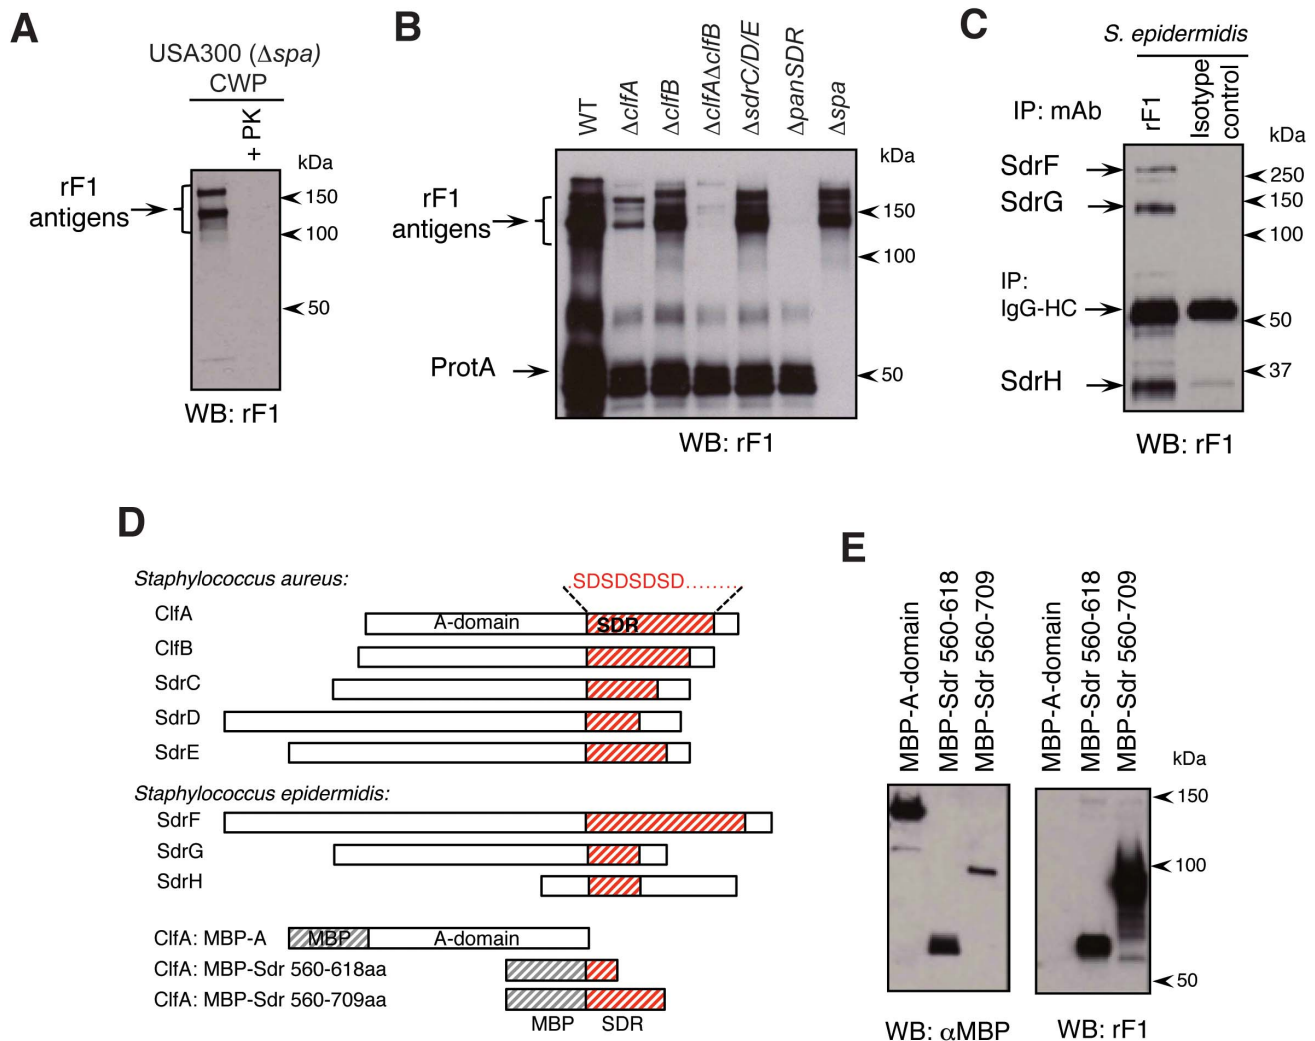 A
USA300 (Δspa)
CWP
+ PK
kDa
rF1
antigens
150
100
50
WB: rF1
B
WT
ΔclfA
ΔclfB
ΔclfAΔclfB
ΔsdrC/D/E
ΔpanSDR
Δspa
kDa
rF1
antigens
150
100
ProtA
50
WB: rF1
C
S. epidermidis
IP: mAb
rF1
Isotype
control
kDa
SdrF
250
SdrG
150
100
IP:
IgG-HC
50
SdrH
37
WB: rF1
D
Staphylococcus aureus:
.SDSDSDSD........
ClfA
A-domain
SDR
ClfB
SdrC
SdrD
SdrE
Staphylococcus epidermidis:
SdrF
SdrG
SdrH
ClfA: MBP-A
MBP
A-domain
ClfA: MBP-Sdr 560-618aa
ClfA: MBP-Sdr 560-709aa
MBP
SDR
E
MBP-A-domain
MBP-Sdr 560-618
MBP-Sdr 560-709
MBP-A-domain
MBP-Sdr 560-618
MBP-Sdr 560-709
kDa
150
100
50
WB: αMBP
WB: rF1